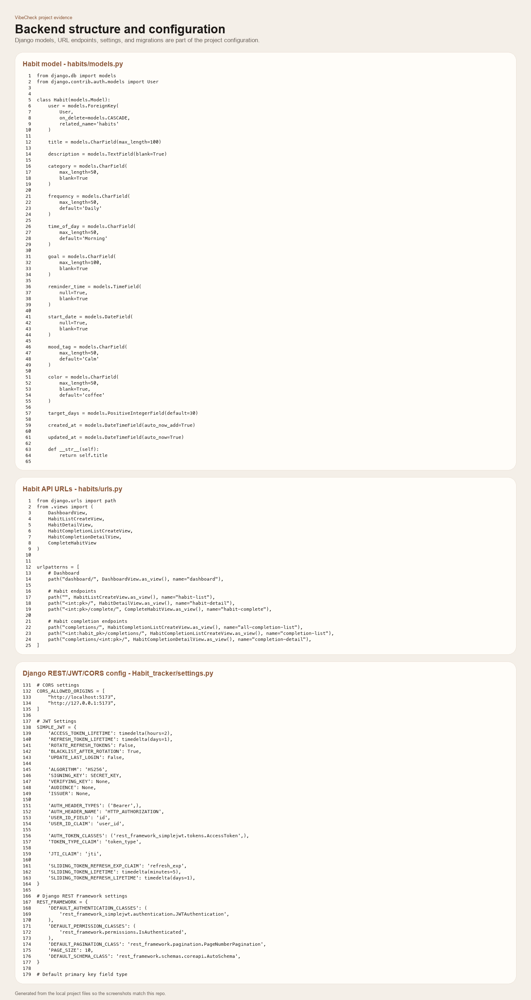 VibeCheck project evidence
Backend structure and configuration
Django models, URL endpoints, settings, and migrations are part of the project configuration.
Habit model - habits/models.py
1  from django.db import models
2  from django.contrib.auth.models import User
3
4
5  class Habit(models.Model):
6      user = models.ForeignKey(
7          User,
8          on_delete=models.CASCADE,
9          related_name='habits'
10      )
11
12      title = models.CharField(max_length=100)
13
14      description = models.TextField(blank=True)
15
16      category = models.CharField(
17          max_length=50,
18          blank=True
19      )
20
21      frequency = models.CharField(
22          max_length=50,
23          default='Daily'
24      )
25
26      time_of_day = models.CharField(
27          max_length=50,
28          default='Morning'
29      )
30
31      goal = models.CharField(
32          max_length=100,
33          blank=True
34      )
35
36      reminder_time = models.TimeField(
37          null=True,
38          blank=True
39      )
40
41      start_date = models.DateField(
42          null=True,
43          blank=True
44      )
45
46      mood_tag = models.CharField(
47          max_length=50,
48          default='Calm'
49      )
50
51      color = models.CharField(
52          max_length=50,
53          blank=True,
54          default='coffee'
55      )
56
57      target_days = models.PositiveIntegerField(default=30)
58
59      created_at = models.DateTimeField(auto_now_add=True)
60
61      updated_at = models.DateTimeField(auto_now=True)
62
63      def __str__(self):
64          return self.title
65
Habit API URLs - habits/urls.py
1  from django.urls import path
2  from .views import (
3      DashboardView,
4      HabitListCreateView,
5      HabitDetailView,
6      HabitCompletionListCreateView,
7      HabitCompletionDetailView,
8      CompleteHabitView
9  )
10
11
12  urlpatterns = [
13      # Dashboard
14      path("dashboard/", DashboardView.as_view(), name="dashboard"),
15
16      # Habit endpoints
17      path("", HabitListCreateView.as_view(), name="habit-list"),
18      path("<int:pk>/", HabitDetailView.as_view(), name="habit-detail"),
19      path("<int:pk>/complete/", CompleteHabitView.as_view(), name="habit-complete"),
20
21      # Habit completion endpoints
22      path("completions/", HabitCompletionListCreateView.as_view(), name="all-completion-list"),
23      path("<int:habit_pk>/completions/", HabitCompletionListCreateView.as_view(), name="completion-list"),
24      path("completions/<int:pk>/", HabitCompletionDetailView.as_view(), name="completion-detail"),
25  ]
Django REST/JWT/CORS config - Habit_tracker/settings.py
131  # CORS settings
132  CORS_ALLOWED_ORIGINS = [
133      "http://localhost:5173",
134      "http://127.0.0.1:5173",
135  ]
136
137  # JWT Settings
138  SIMPLE_JWT = {
139      'ACCESS_TOKEN_LIFETIME': timedelta(hours=2),
140      'REFRESH_TOKEN_LIFETIME': timedelta(days=1),
141      'ROTATE_REFRESH_TOKENS': False,
142      'BLACKLIST_AFTER_ROTATION': True,
143      'UPDATE_LAST_LOGIN': False,
144
145      'ALGORITHM': 'HS256',
146      'SIGNING_KEY': SECRET_KEY,
147      'VERIFYING_KEY': None,
148      'AUDIENCE': None,
149      'ISSUER': None,
150
151      'AUTH_HEADER_TYPES': ('Bearer',),
152      'AUTH_HEADER_NAME': 'HTTP_AUTHORIZATION',
153      'USER_ID_FIELD': 'id',
154      'USER_ID_CLAIM': 'user_id',
155
156      'AUTH_TOKEN_CLASSES': ('rest_framework_simplejwt.tokens.AccessToken',),
157      'TOKEN_TYPE_CLAIM': 'token_type',
158
159      'JTI_CLAIM': 'jti',
160
161      'SLIDING_TOKEN_REFRESH_EXP_CLAIM': 'refresh_exp',
162      'SLIDING_TOKEN_LIFETIME': timedelta(minutes=5),
163      'SLIDING_TOKEN_REFRESH_LIFETIME': timedelta(days=1),
164  }
165
166  # Django REST Framework settings
167  REST_FRAMEWORK = {
168      'DEFAULT_AUTHENTICATION_CLASSES': (
169          'rest_framework_simplejwt.authentication.JWTAuthentication',
170      ),
171      'DEFAULT_PERMISSION_CLASSES': (
172          'rest_framework.permissions.IsAuthenticated',
173      ),
174      'DEFAULT_PAGINATION_CLASS': 'rest_framework.pagination.PageNumberPagination',
175      'PAGE_SIZE': 10,
176      'DEFAULT_SCHEMA_CLASS': 'rest_framework.schemas.coreapi.AutoSchema',
177  }
178
179  # Default primary key field type
Generated from the local project files so the screenshots match this repo.